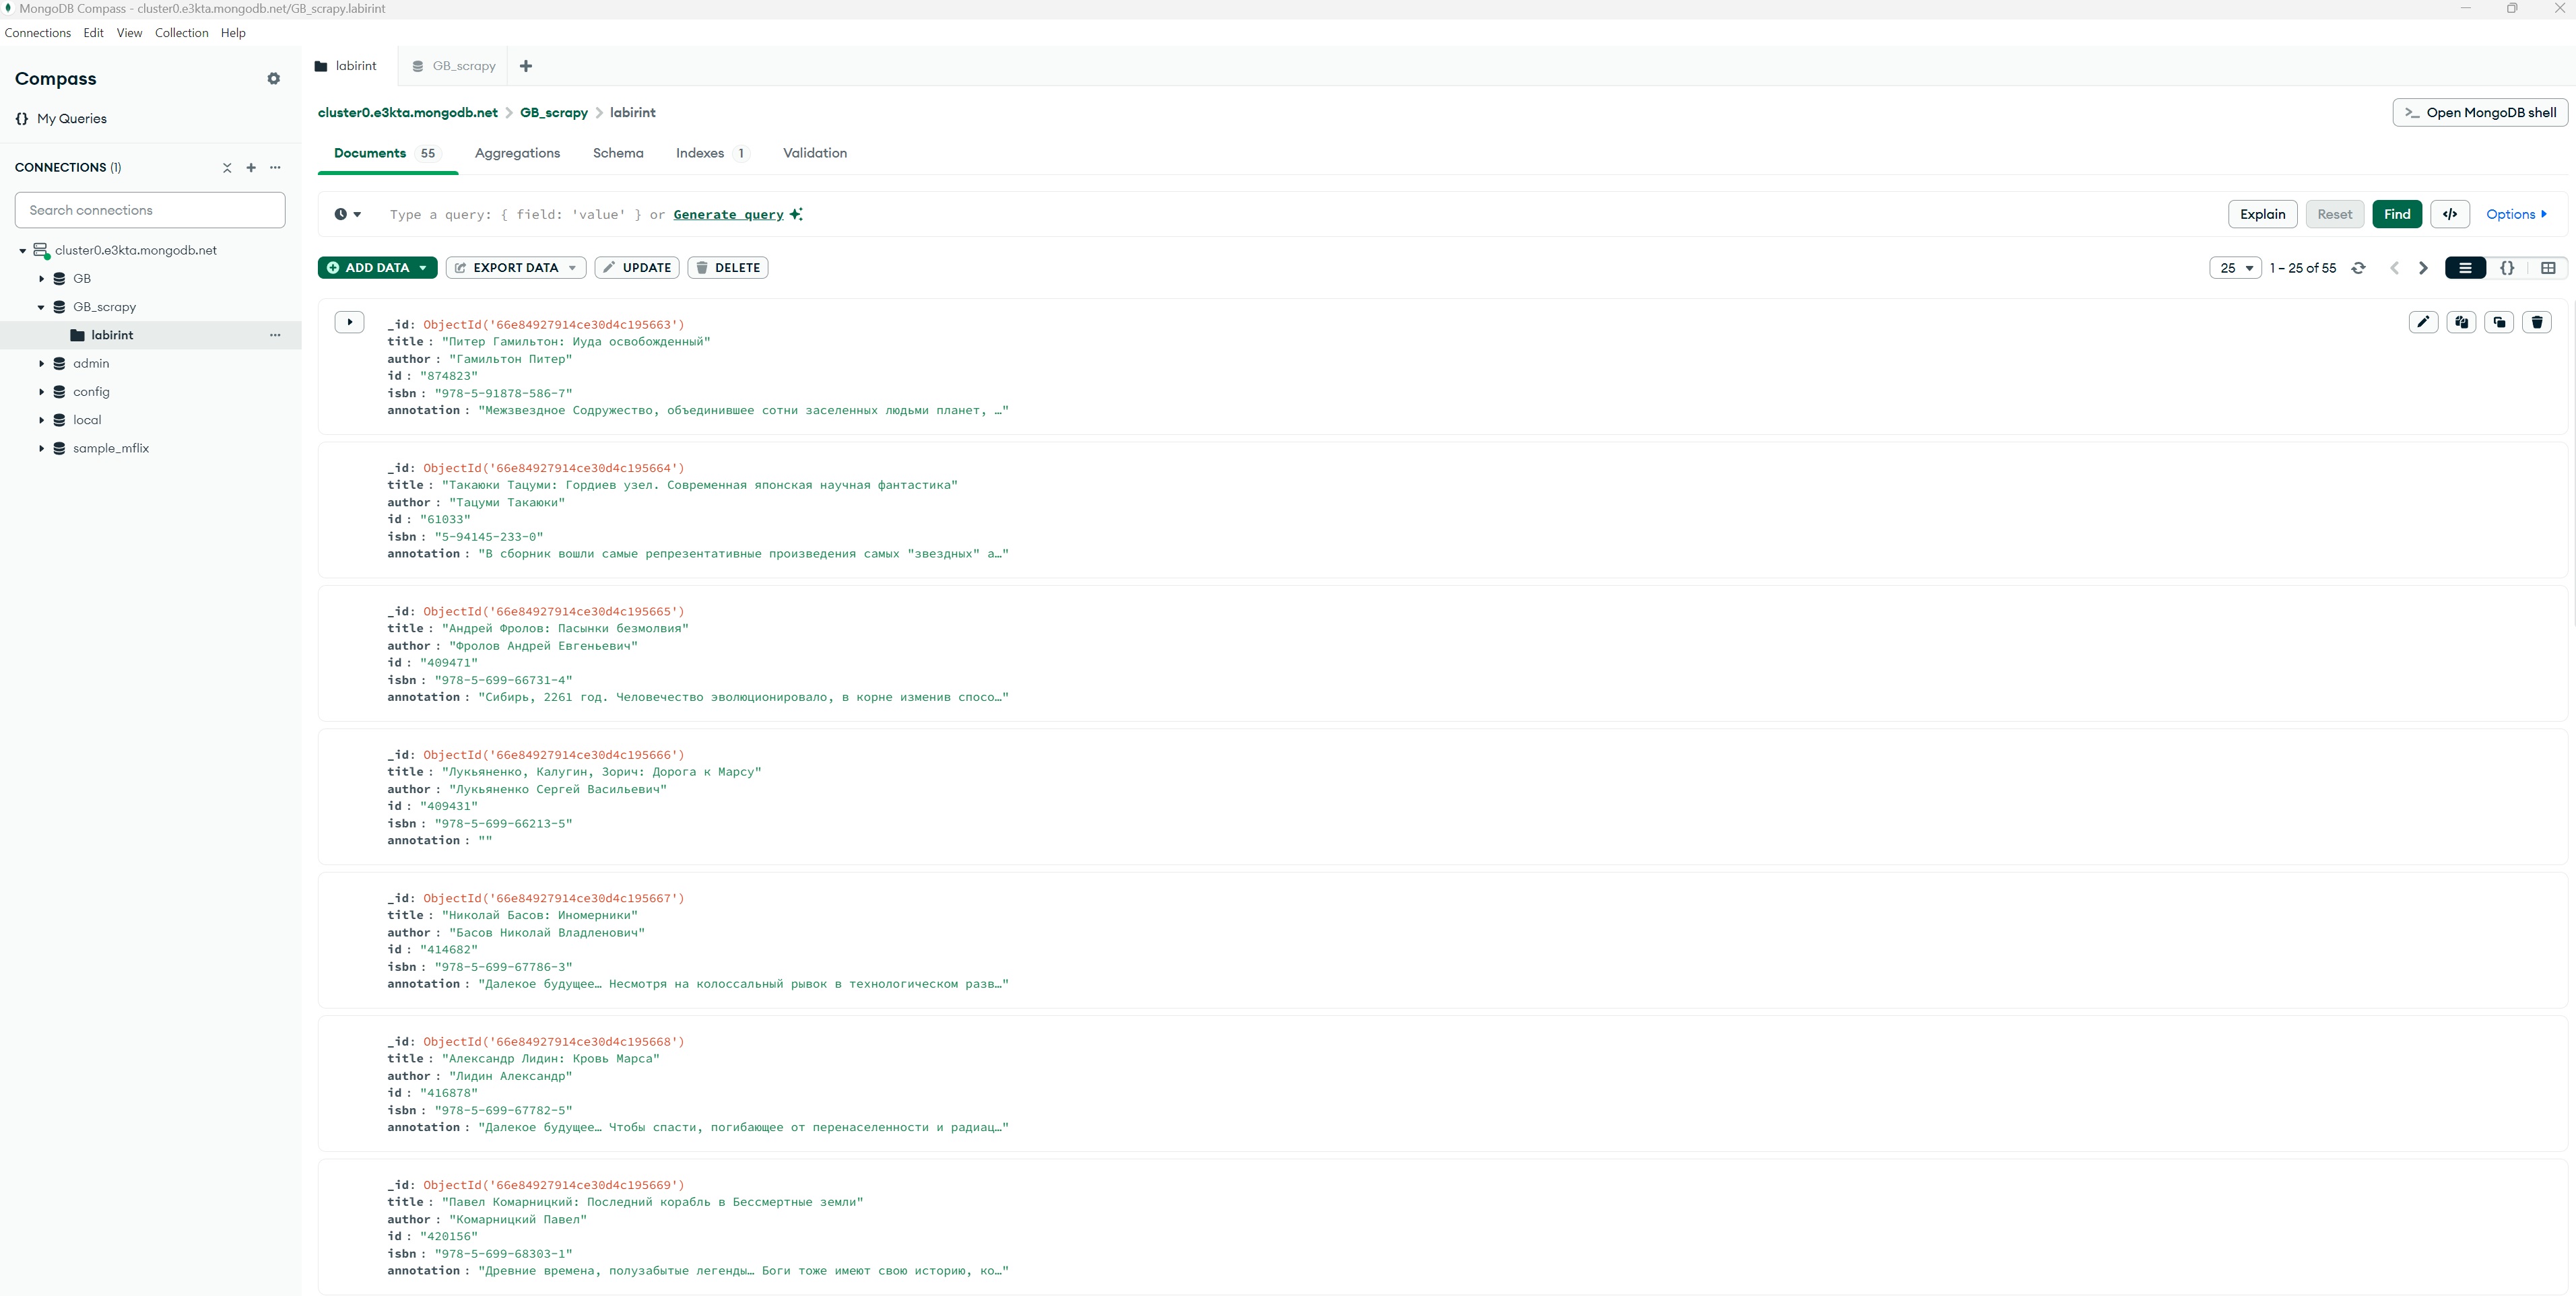 MongoDB Compass - cluster0.e3kta.mongodb.net/GB_scrapy.labirint
Connections Edit View Collection Help
Compass
{} My Queries
CONNECTIONS (1)
Search connections
cluster0.e3kta.mongodb.net
GB
GB_scrapy
labirint
admin
config
local
sample_mflix
labirint GB_scrapy
cluster0.e3kta.mongodb.net > GB_scrapy > labirint
>_ Open MongoDB shell
Documents 55 Aggregations Schema Indexes 1 Validation
Type a query: { field: 'value' } or Generate query
Explain Reset Find </> Options
ADD DATA EXPORT DATA UPDATE DELETE
25 1 – 25 of 55 {}
_id: ObjectId('66e84927914ce30d4c195663')
title : "Питер Гамильтон: Иуда освобожденный"
author : "Гамильтон Питер"
id : "874823"
isbn : "978-5-91878-586-7"
annotation : "Межзвездное Содружество, объединившее сотни заселенных людьми планет, …"
_id: ObjectId('66e84927914ce30d4c195664')
title : "Такаюки Тацуми: Гордиев узел. Современная японская научная фантастика"
author : "Тацуми Такаюки"
id : "61033"
isbn : "5-94145-233-0"
annotation : "В сборник вошли самые репрезентативные произведения самых "звездных" а…"
_id: ObjectId('66e84927914ce30d4c195665')
title : "Андрей Фролов: Пасынки безмолвия"
author : "Фролов Андрей Евгеньевич"
id : "409471"
isbn : "978-5-699-66731-4"
annotation : "Сибирь, 2261 год. Человечество эволюционировало, в корне изменив спосо…"
_id: ObjectId('66e84927914ce30d4c195666')
title : "Лукьяненко, Калугин, Зорич: Дорога к Марсу"
author : "Лукьяненко Сергей Васильевич"
id : "409431"
isbn : "978-5-699-66213-5"
annotation : ""
_id: ObjectId('66e84927914ce30d4c195667')
title : "Николай Басов: Иномерники"
author : "Басов Николай Владленович"
id : "414682"
isbn : "978-5-699-67786-3"
annotation : "Далекое будущее… Несмотря на колоссальный рывок в технологическом разв…"
_id: ObjectId('66e84927914ce30d4c195668')
title : "Александр Лидин: Кровь Марса"
author : "Лидин Александр"
id : "416878"
isbn : "978-5-699-67782-5"
annotation : "Далекое будущее… Чтобы спасти, погибающее от перенаселенности и радиац…"
_id: ObjectId('66e84927914ce30d4c195669')
title : "Павел Комарницкий: Последний корабль в Бессмертные земли"
author : "Комарницкий Павел"
id : "420156"
isbn : "978-5-699-68303-1"
annotation : "Древние времена, полузабытые легенды… Боги тоже имеют свою историю, ко…"